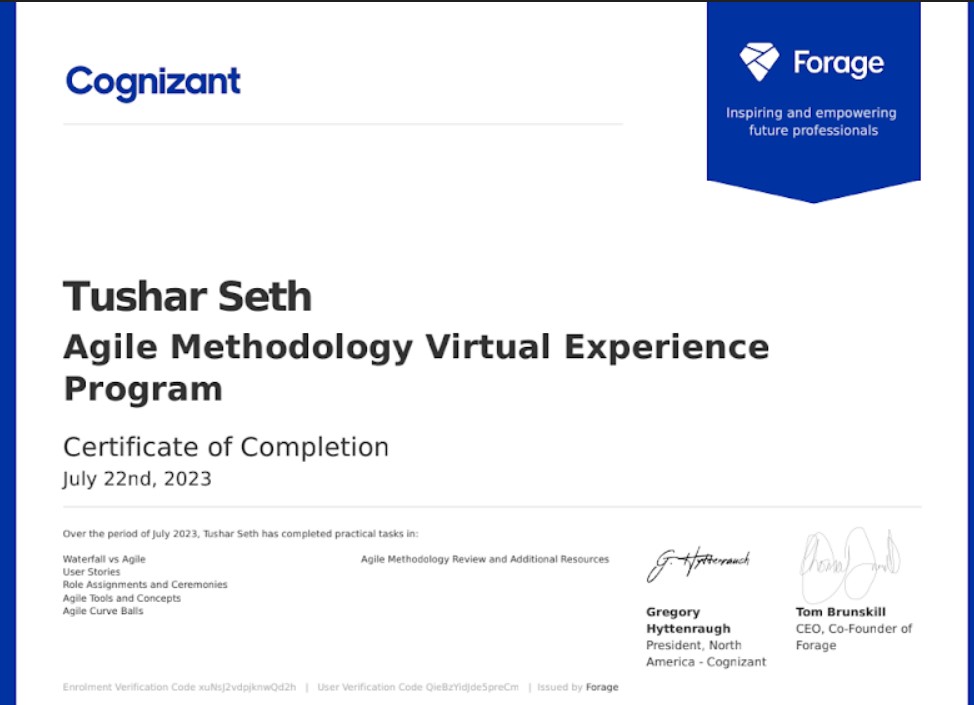 Cognizant
Forage
Inspiring and empowering
future professionals
Tushar Seth
Agile Methodology Virtual Experience
Program
Certificate of Completion
July 22nd, 2023
Over the period of July 2023, Tushar Seth has completed practical tasks in:
Waterfall vs Agile
User Stories
Role Assignments and Ceremonies
Agile Tools and Concepts
Agile Curve Balls
Agile Methodology Review and Additional Resources
G. Hyttenrauch
Gregory
Hyttenraugh
President, North
America - Cognizant
Tom Brunskill
CEO, Co-Founder of
Forage
Enrolment Verification Code xuNsJ2vdpjknwQd2h | User Verification Code QieBzYidJde5preCm | Issued by Forage